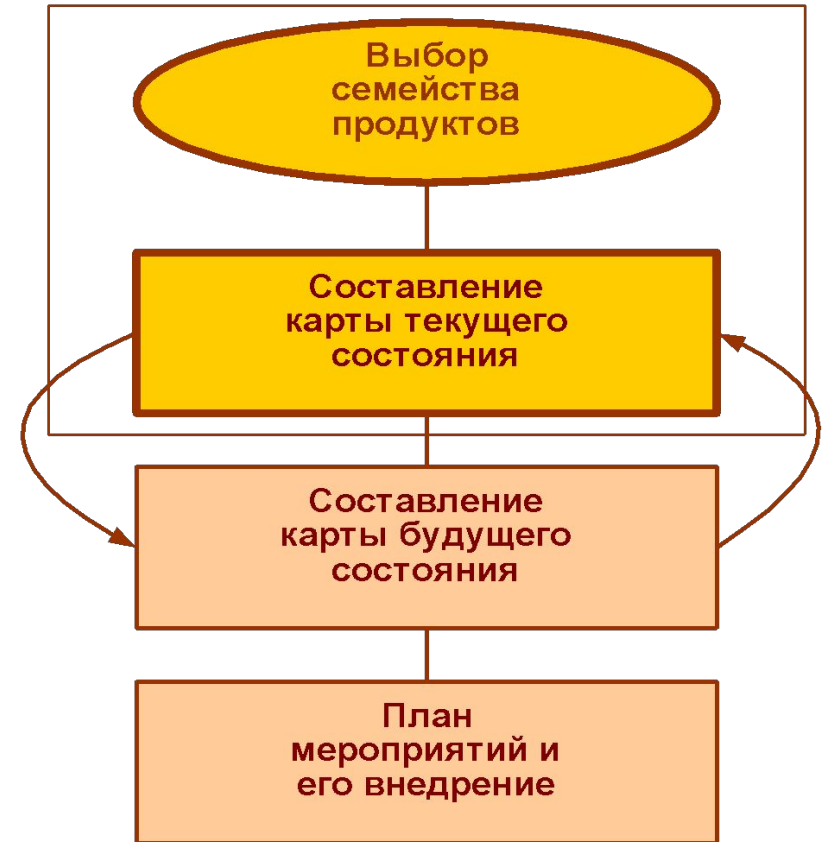 Выбор
семейства
продуктов
Составление
карты текущего
состояния
Составление
карты будущего
состояния
План
мероприятий и
его внедрение